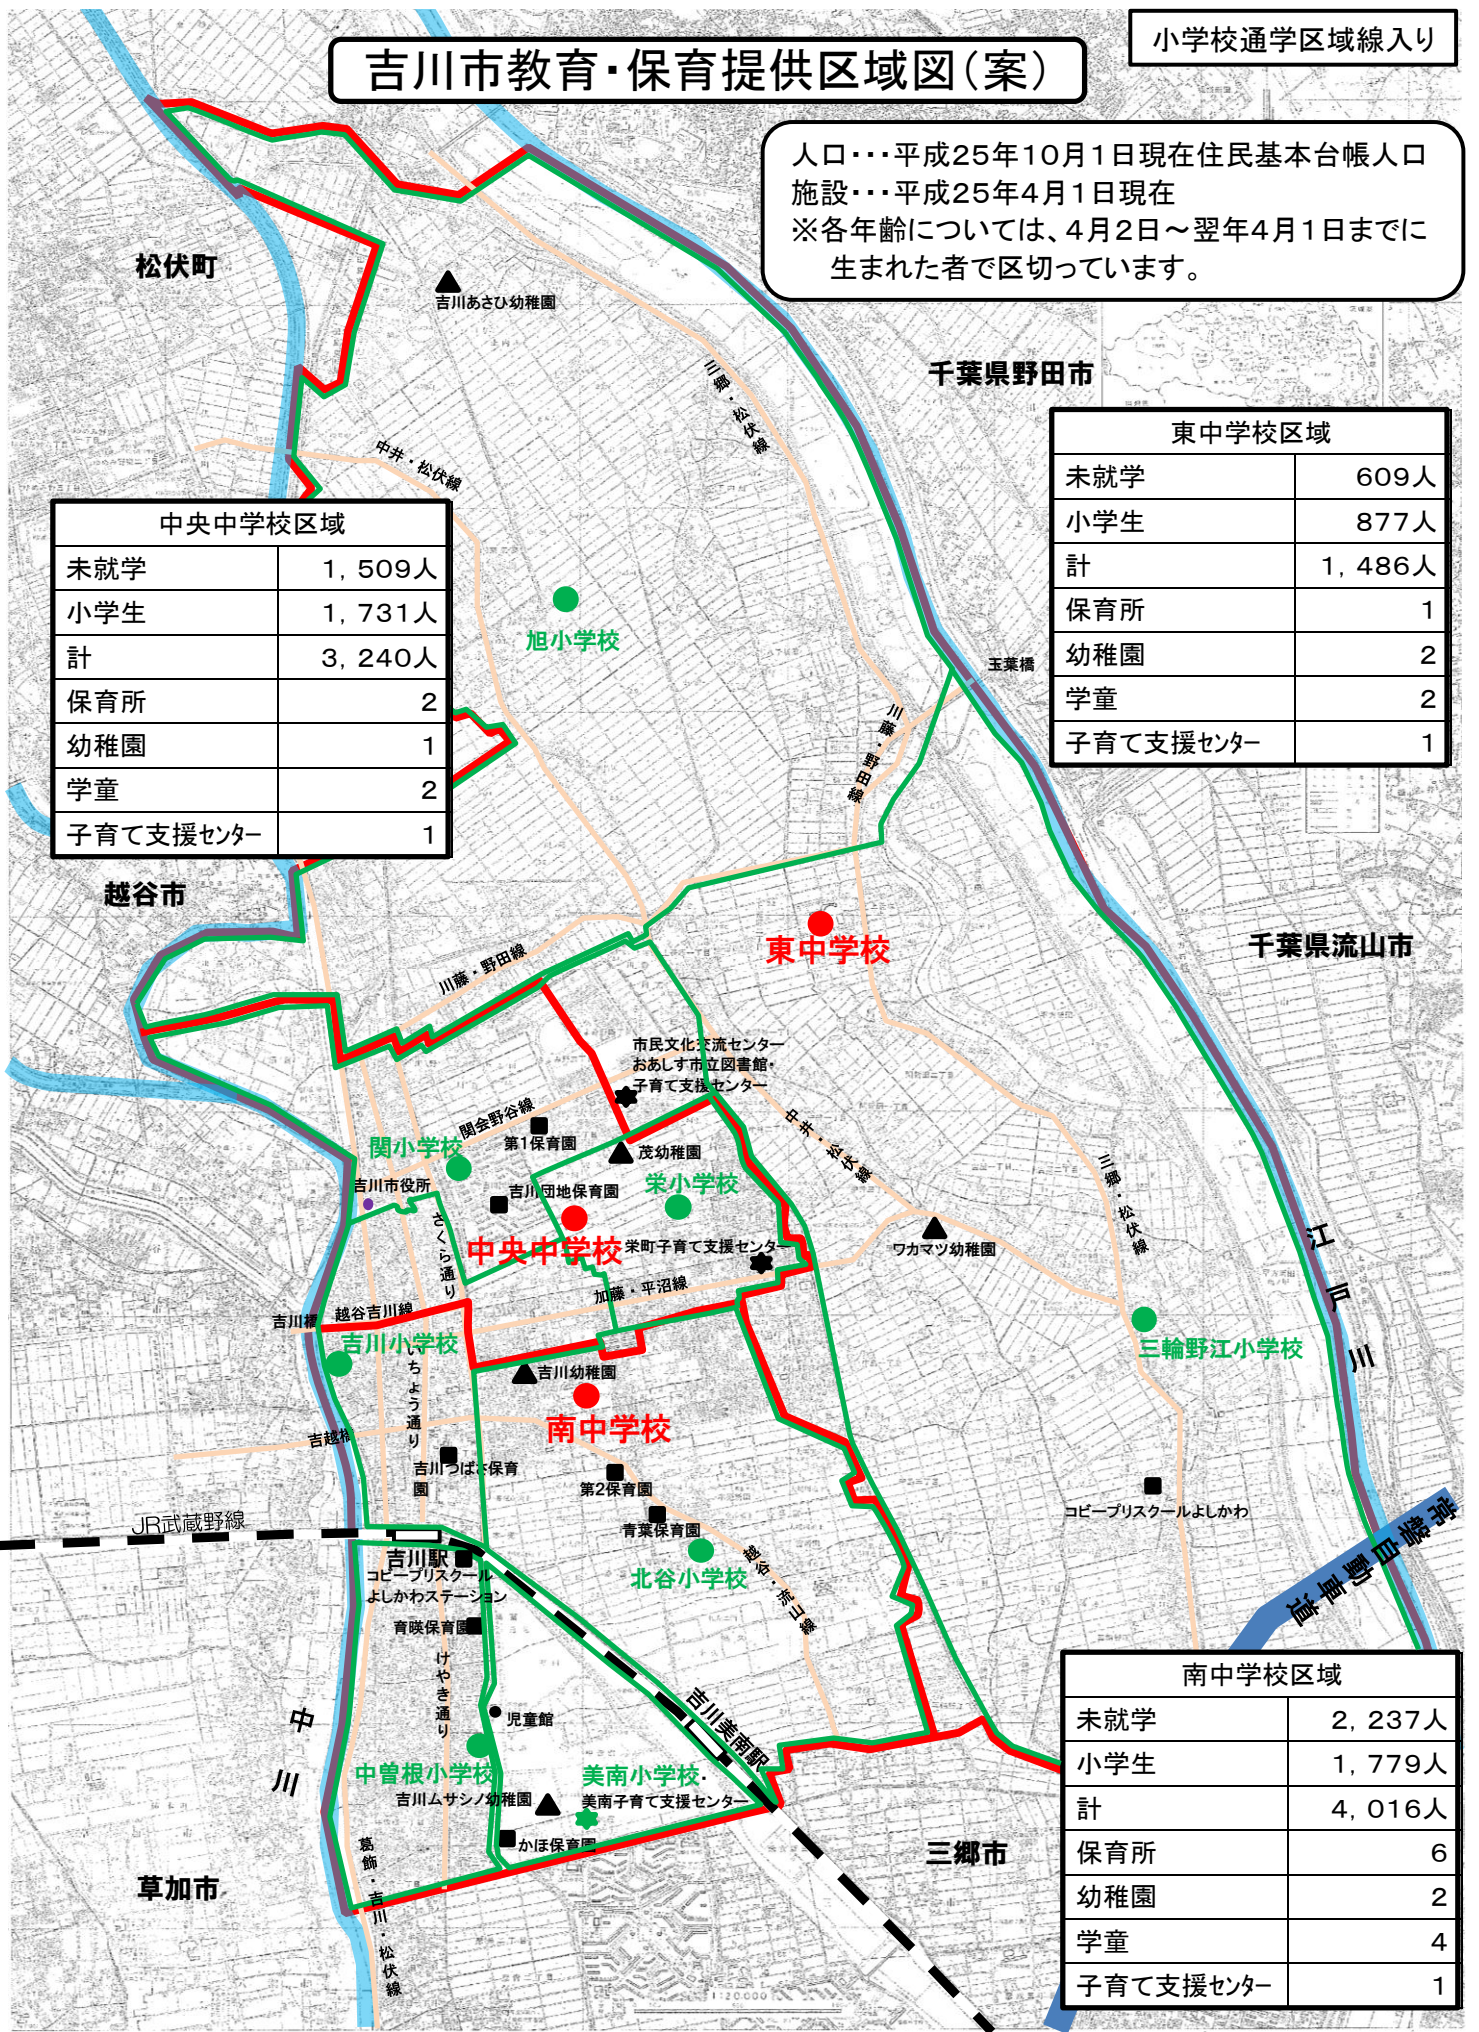 小学校通学区域線入り
吉川市教育・保育提供区域図(案)
人口・・・平成25年10月1日現在住民基本台帳人口
施設・・・平成25年4月1日現在
※各年齢については、4月2日～翌年4月1日までに
生まれた者で区切っています。
松伏町
吉川あさひ幼稚園
千葉県野田市
三郷・松伏線
中井・松伏線
東中学校区域
未就学 609人
小学生 877人
計 1,486人
保育所 1
幼稚園 2
学童 2
子育て支援センター 1
中央中学校区域
未就学 1,509人
小学生 1,731人
計 3,240人
保育所 2
幼稚園 1
学童 2
子育て支援センター 1
旭小学校
玉葉橋
川藤・野田線
越谷市
東中学校
千葉県流山市
川藤・野田線
市民文化交流センター
おあしす市立図書館・
子育て支援センター
関会野谷線
第1保育園
茂幼稚園
中井・松伏線
関小学校
吉川市役所
吉川団地保育園
栄小学校
三郷・松伏線
さくら通り
中央中学校
栄町子育て支援センター
ワカマツ幼稚園
江戸川
加藤・平沼線
越谷吉川線
吉川橋
吉川小学校
三輪野江小学校
いちょう通り
吉川幼稚園
南中学校
吉越橋
吉川つばさ保育
園
第2保育園
青葉保育園
コビープリスクールよしかわ
JR武蔵野線
常磐自動車道
吉川駅
コビープリスクール
よしかわステーション
北谷小学校
越谷・流山線
育暎保育園
けやき通り
吉川美南駅
中川
児童館
中曽根小学校
美南小学校・
美南子育て支援センター
吉川ムサシノ幼稚園
かほ保育園
葛飾・吉川・松伏線
草加市
三郷市
南中学校区域
未就学 2,237人
小学生 1,779人
計 4,016人
保育所 6
幼稚園 2
学童 4
子育て支援センター 1
1:20000